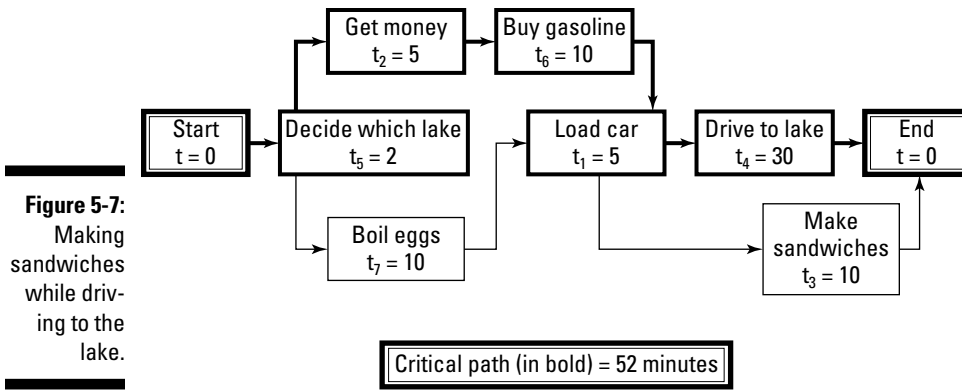 Get money
t₂ = 5
Buy gasoline
t₆ = 10
Start
t = 0
Decide which lake
t₅ = 2
Load car
t₁ = 5
Drive to lake
t₄ = 30
End
t = 0
Boil eggs
t₇ = 10
Make
sandwiches
t₃ = 10
Figure 5-7:
Making
sandwiches
while driv-
ing to the
lake.
Critical path (in bold) = 52 minutes